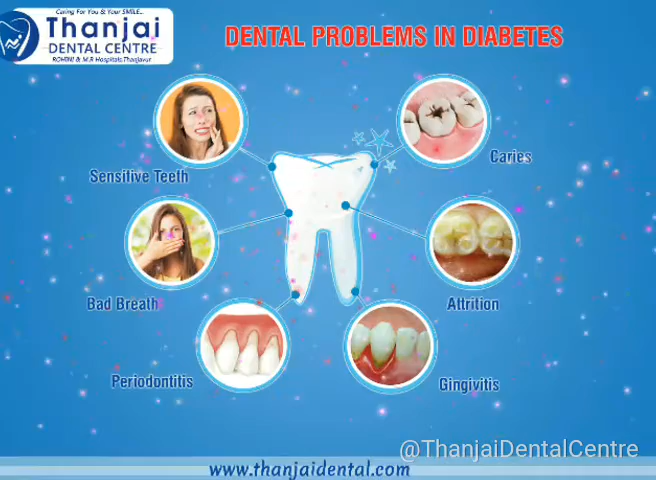 Caring For You & Your SMILE...
Thanjai
DENTAL CENTRE
ROHINI & M.R Hospitals.Thanjavur
DENTAL PROBLEMS IN DIABETES
Sensitive Teeth
Caries
Bad Breath
Attrition
Periodontitis
Gingivitis
@ThanjaiDentalCentre
www.thanjaidental.com